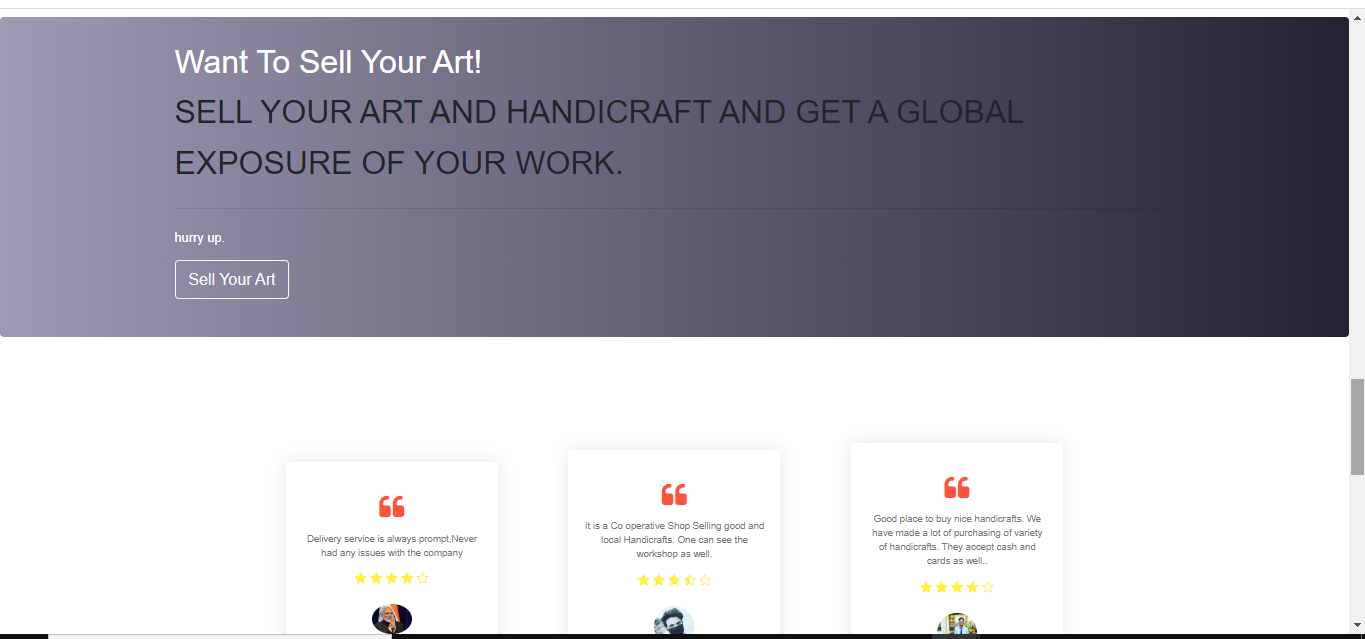 Want To Sell Your Art!
SELL YOUR ART AND HANDICRAFT AND GET A GLOBAL
EXPOSURE OF YOUR WORK.
hurry up.
Sell Your Art
Delivery service is always prompt,Never
had any issues with the company
It is a Co operative Shop Selling good and
local Handicrafts. One can see the
workshop as well.
Good place to buy nice handicrafts. We
have made a lot of purchasing of variety
of handicrafts. They accept cash and
cards as well..